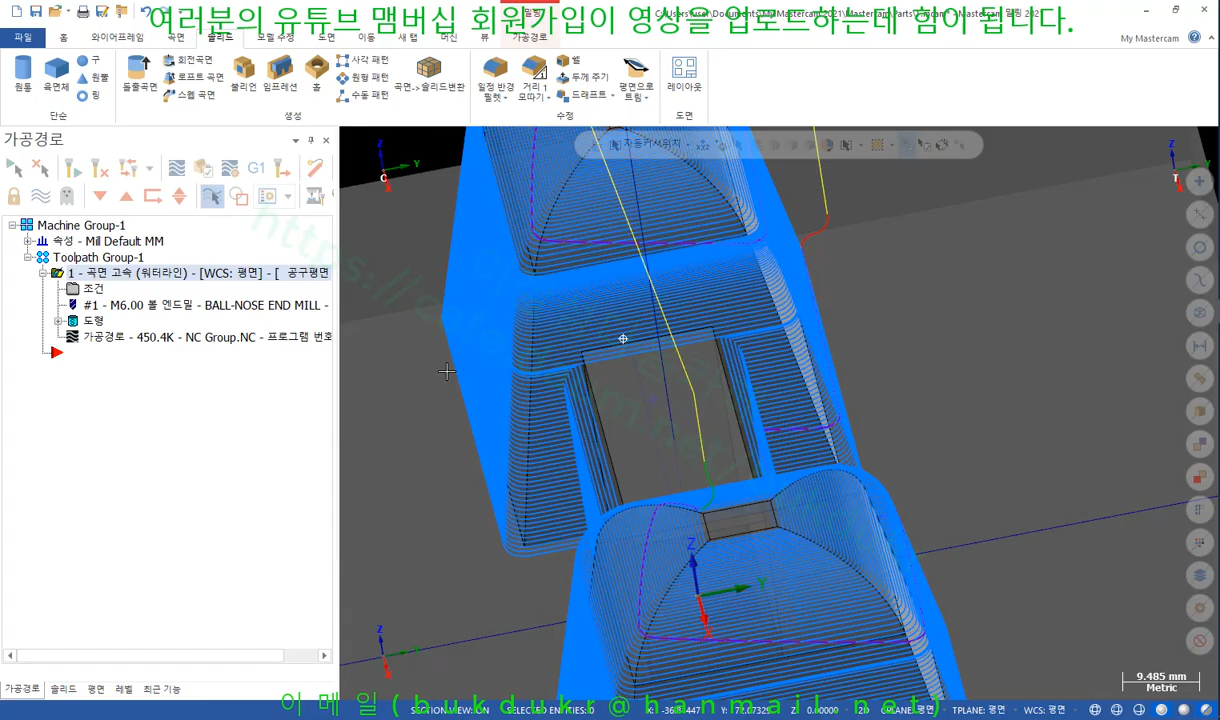 여러분의 유튜브 맴버십 회원가입이 영상을 업로드하는데 힘이 됩니다.
My Mastercam
파일 홈 와이어프레임 곡면 솔리드 모델 수정 도면 이동 새 탭 머신 뷰 가공경로
원통 육면체 구 원뿔 링
돌출곡면 회전곡면 로프트 곡면 스웹 곡면 불리언 임프레션 홀 사각 패턴 원형 패턴 수동 패턴 곡면->솔리드변환
일정 반경 필렛 거리 1 모따기 쉘 두께 주기 드래프트 평면으로 트림
레이아웃
단순 생성 수정 도면
가공경로
G1
Machine Group-1
속성 - Mill Default MM
Toolpath Group-1
1 - 곡면 고속 (워터라인) - [WCS: 평면] - [ 공구평면
조건
#1 - M6.00 볼 엔드밀 - BALL-NOSE END MILL -
도형
가공경로 - 450.4K - NC Group.NC - 프로그램 번호
자동커서위치
Z Y C
Z Y T
Z Y X
Z
9.485 mm
Metric
가공경로 솔리드 평면 레벨 최근 기능
이 메 일 ( b u k d u k r @ h a n m a i l . n e t )
SECTION VIEW: ON SELECTED ENTITIES: 0
CPLANE: 평면 TPLANE: 평면 WCS: 평면